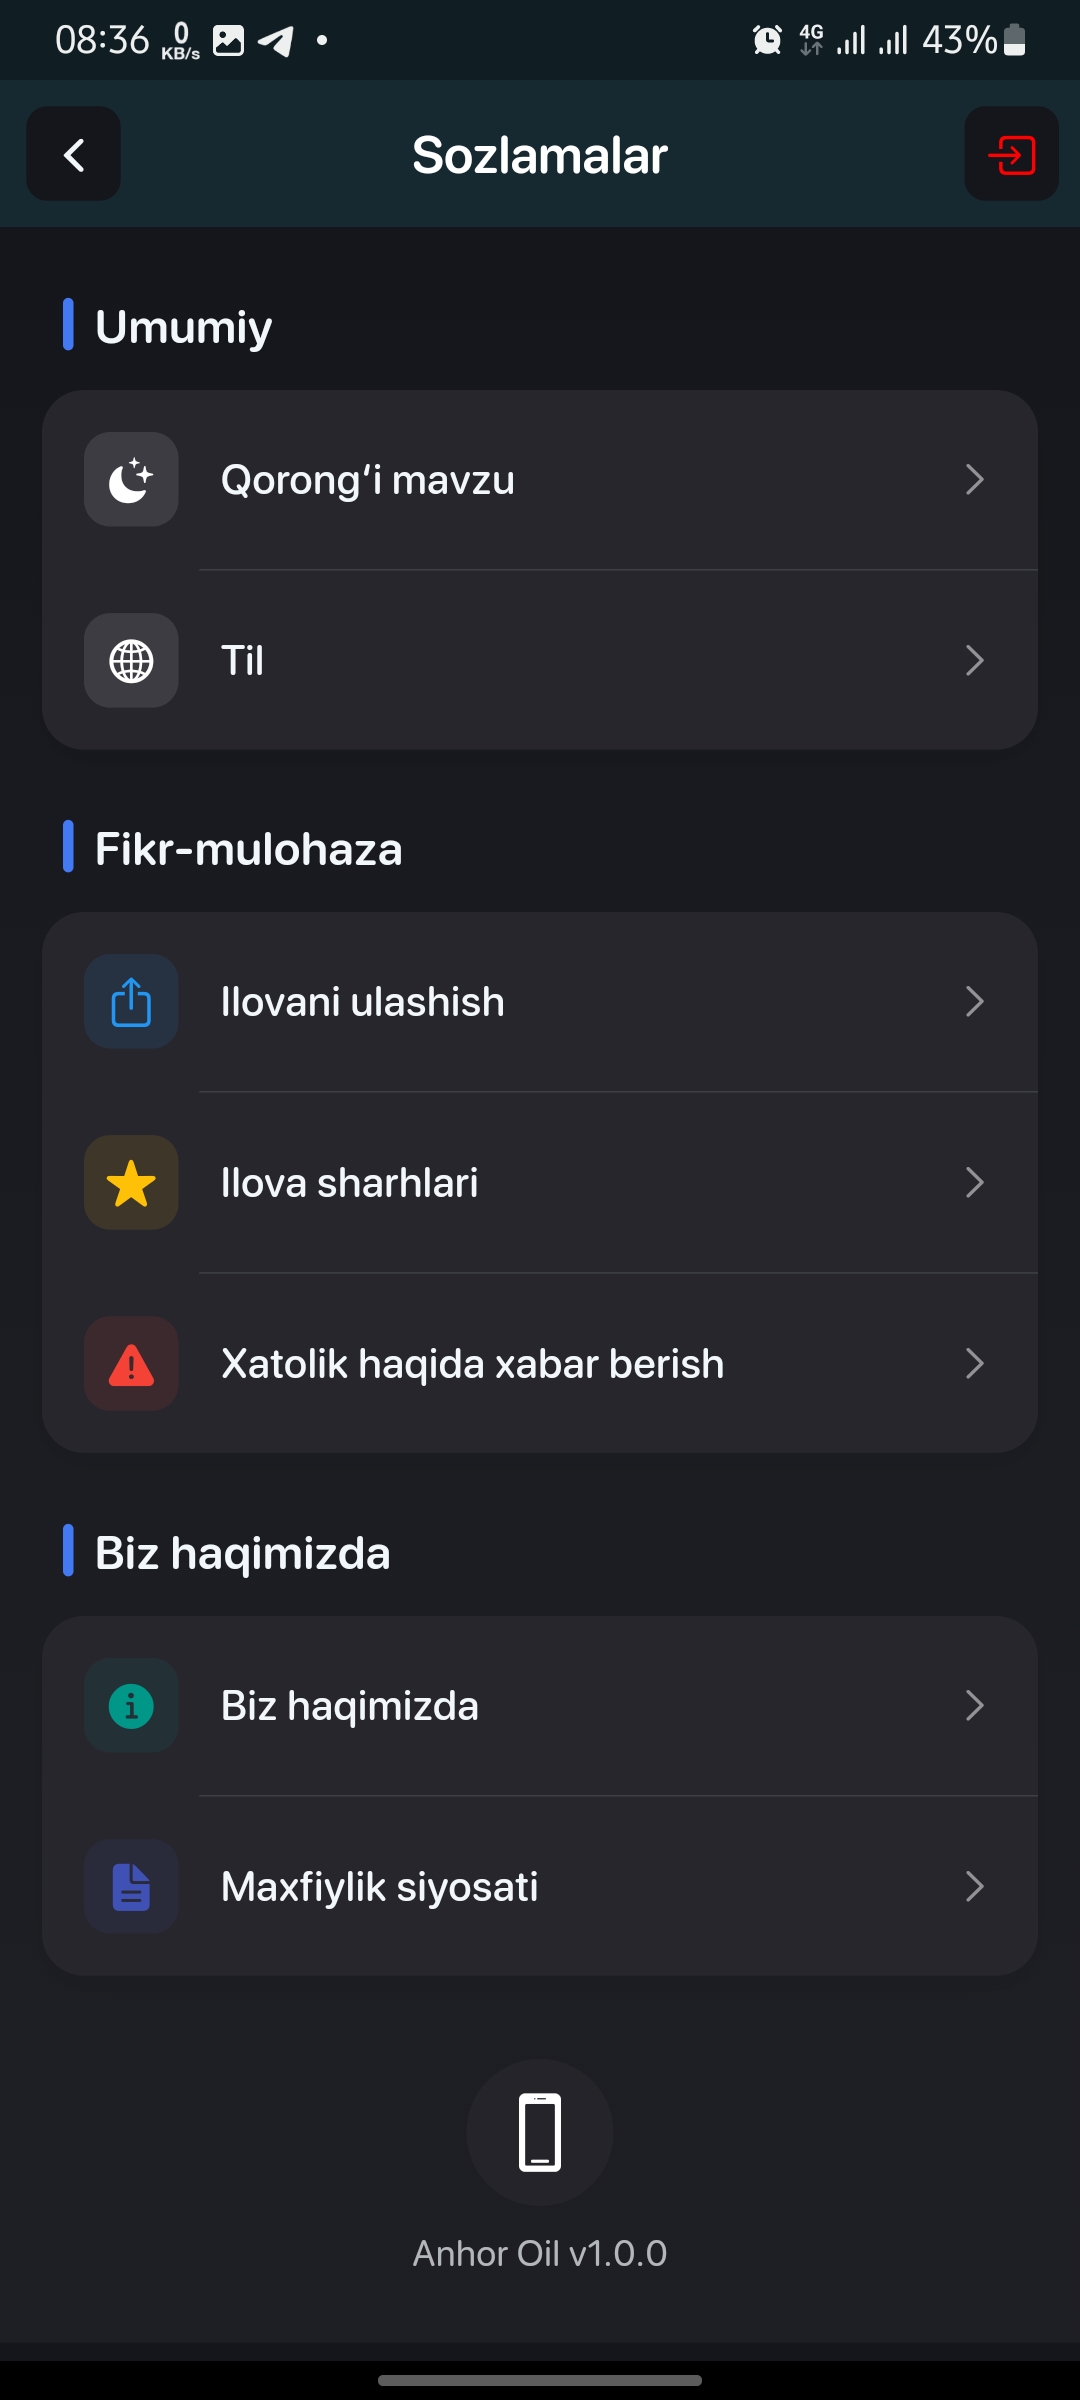 08:36 0 KB/s 4G 43%
Sozlamalar
Umumiy
Qorong‘i mavzu
Til
Fikr-mulohaza
Ilovani ulashish
Ilova sharhlari
Xatolik haqida xabar berish
Biz haqimizda
Biz haqimizda
Maxfiylik siyosati
Anhor Oil v1.0.0